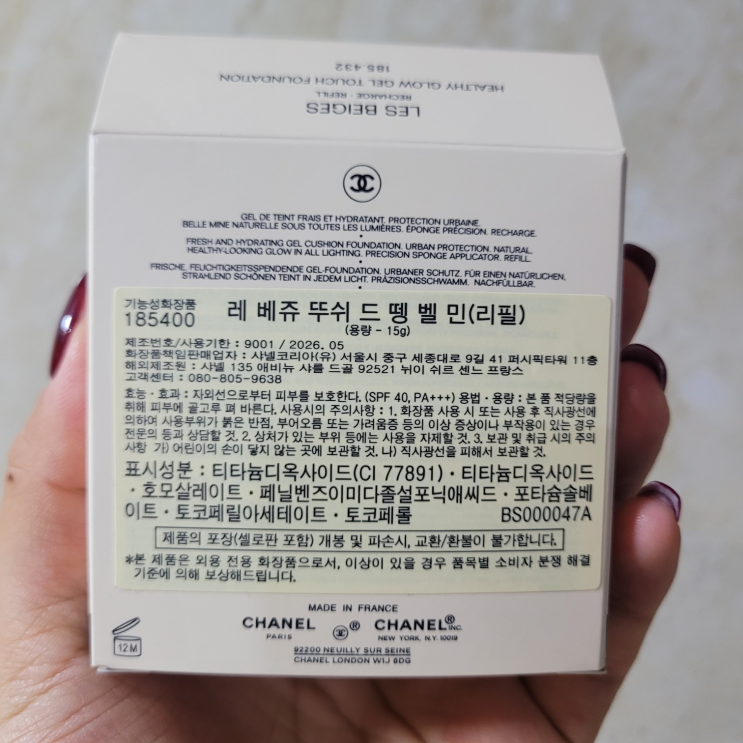 LES BEIGES
RECHARGE - REFILL
HEALTHY GLOW GEL TOUCH FOUNDATION
185 432
GEL DE TEINT FRAIS ET HYDRATANT. PROTECTION URBAINE.
BELLE MINE NATURELLE SOUS TOUTES LES LUMIÈRES. ÉPONGE PRÉCISION. RECHARGE.
•
FRESH AND HYDRATING GEL CUSHION FOUNDATION. URBAN PROTECTION. NATURAL.
HEALTHY-LOOKING GLOW IN ALL LIGHTING. PRECISION SPONGE APPLICATOR. REFILL.
•
FRISCHE, FEUCHTIGKEITSSPENDENDE GEL-FOUNDATION. URBANER SCHUTZ. FÜR EINEN NATÜRLICHEN,
STRAHLEND SCHÖNEN TEINT IN JEDEM LICHT. PRÄZISIONSSCHWAMM. NACHFÜLLBAR.
기능성화장품
185400
레 베쥬 뚜쉬 드 뗑 벨 민(리필)
(용량 - 15g)
제조번호/사용기한 : 9001 / 2026. 05
화장품책임판매업자 : 샤넬코리아(유) 서울시 중구 세종대로 9길 41 퍼시픽타워 11층
해외제조원 : 샤넬 135 애비뉴 샤를 드골 92521 뉘이 쉬르 센느 프랑스
고객센터 : 080-805-9638
효능 · 효과 : 자외선으로부터 피부를 보호한다. (SPF 40, PA+++) 용법 · 용량 : 본 품 적당량을
취해 피부에 골고루 펴 바른다. 사용시의 주의사항 : 1. 화장품 사용 시 또는 사용 후 직사광선에
의하여 사용부위가 붉은 반점, 부어오름 또는 가려움증 등의 이상 증상이나 부작용이 있는 경우
전문의 등과 상담할 것. 2. 상처가 있는 부위 등에는 사용을 자제할 것. 3. 보관 및 취급 시의 주의
사항 가) 어린이의 손이 닿지 않는 곳에 보관할 것. 나) 직사광선을 피해서 보관할 것.
표시성분 : 티타늄디옥사이드(CI 77891) · 티타늄디옥사이드
· 호모살레이트 · 페닐벤즈이미다졸설포닉애씨드 · 포타슘솔베
이트 · 토코페릴아세테이트 · 토코페롤 BS000047A
제품의 포장(셀로판 포함) 개봉 및 파손시, 교환/환불이 불가합니다.
*본 제품은 외용 전용 화장품으로서, 이상이 있을 경우 품목별 소비자 분쟁 해결
기준에 의해 보상해드립니다.
MADE IN FRANCE
CHANEL ® CHANEL® INC.
PARIS NEW YORK, N.Y. 10019
92200 NEUILLY SUR SEINE
CHANEL LONDON W1J 6DG
12M